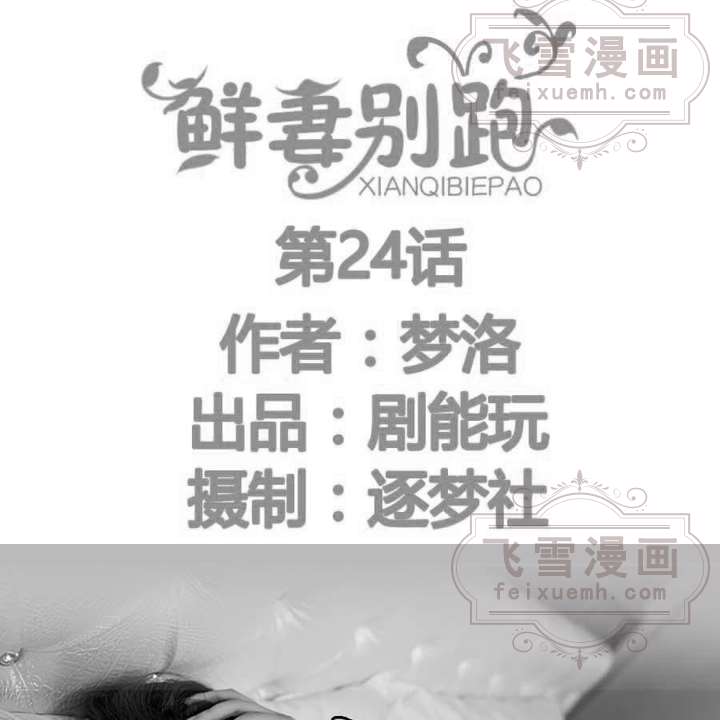 飞雪漫画
feixuemh.com
鲜妻别跑
XIANQIBIEPAO
第24话
作者：梦洛
出品：剧能玩
摄制：逐梦社
飞雪漫画
feixuemh.com